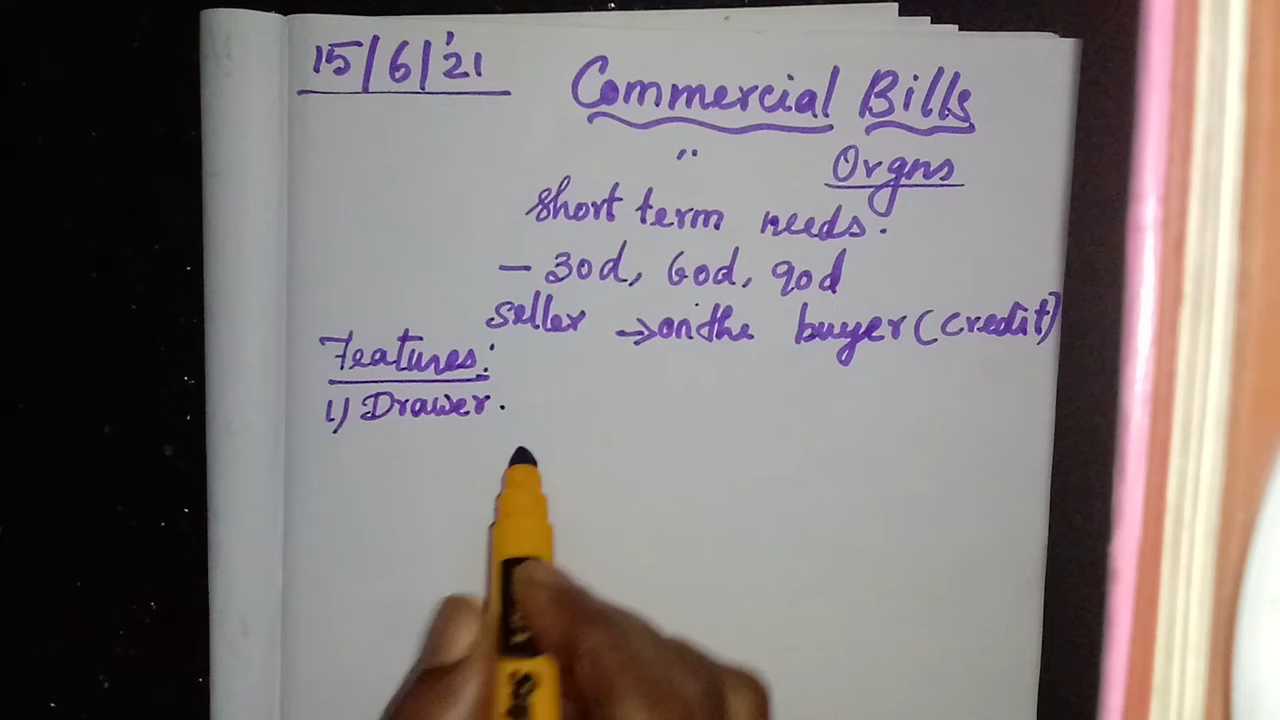 15/6/'21
Commercial Bills
" Orgns
short term needs.
- 30d, 60d, 90d
seller → on the buyer (credit)
Features:
1) Drawer.